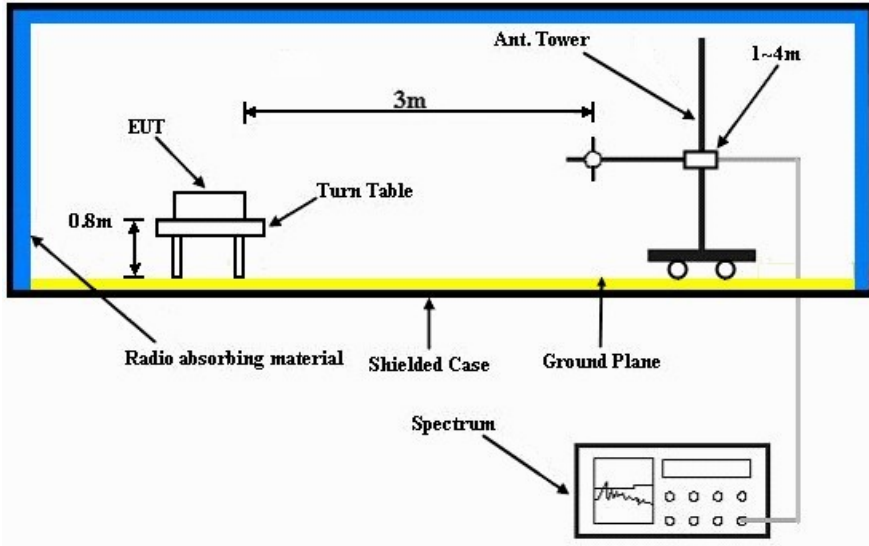 Ant. Tower
1~4m
3m
EUT
Turn Table
0.8m
Radio absorbing material
Shielded Case
Ground Plane
Spectrum